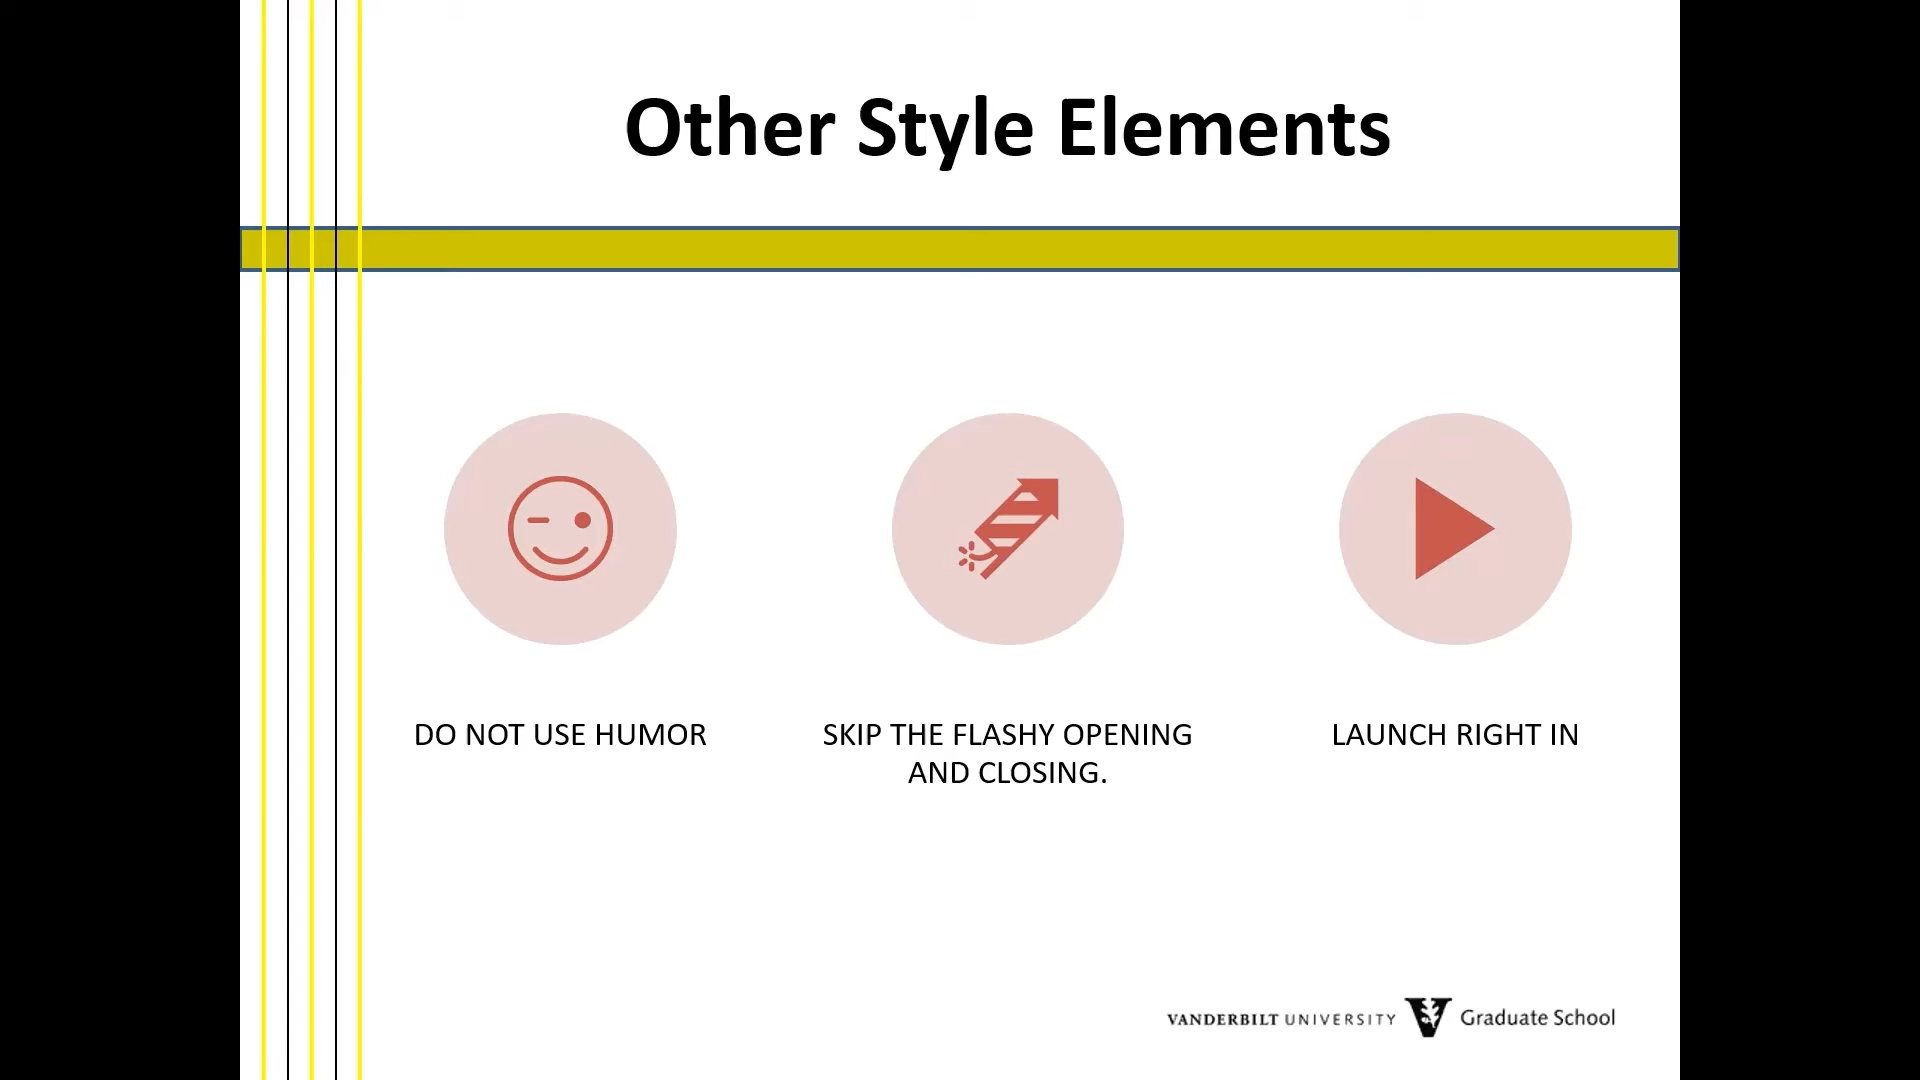 Other Style Elements
DO NOT USE HUMOR
SKIP THE FLASHY OPENING
AND CLOSING.
LAUNCH RIGHT IN
VANDERBILT UNIVERSITY Graduate School